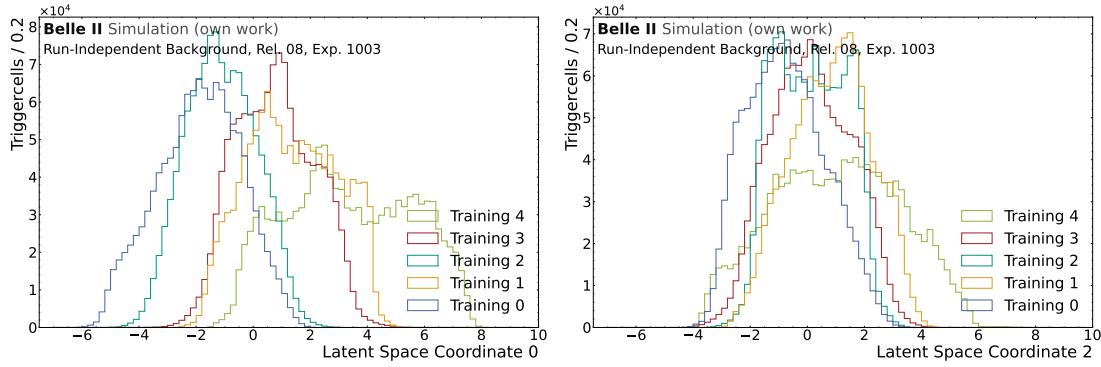 ×10⁴
Belle II Simulation (own work)
Run-Independent Background, Rel. 08, Exp. 1003
Triggercells / 0.2
8
7
6
5
4
3
2
1
0
Training 4
Training 3
Training 2
Training 1
Training 0
−6 −4 −2 0 2 4 6 8 10
Latent Space Coordinate 0
×10⁴
Belle II Simulation (own work)
Run-Independent Background, Rel. 08, Exp. 1003
Triggercells / 0.2
7
6
5
4
3
2
1
0
Training 4
Training 3
Training 2
Training 1
Training 0
−6 −4 −2 0 2 4 6 8 10
Latent Space Coordinate 2